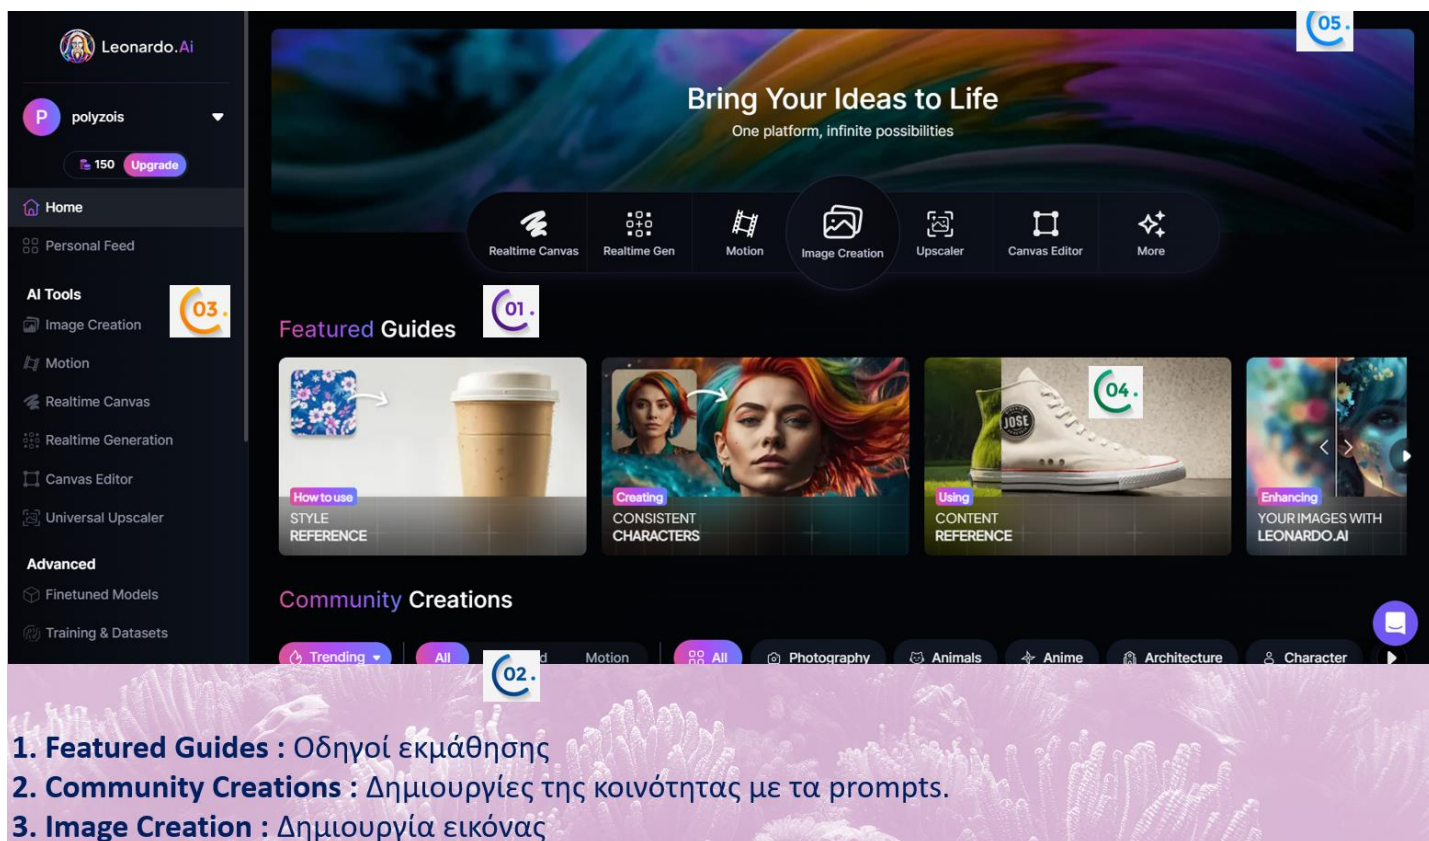 Leonardo.Ai
05.
P polyzois
150 Upgrade
Home
Personal Feed
AI Tools
03.
Image Creation
Motion
Realtime Canvas
Realtime Generation
Canvas Editor
Universal Upscaler
Advanced
Finetuned Models
Training & Datasets
Bring Your Ideas to Life
One platform, infinite possibilities
Realtime Canvas Realtime Gen Motion Image Creation Upscaler Canvas Editor More
Featured Guides 01.
04.
JOSE
How to use
STYLE
REFERENCE
Creating
CONSISTENT
CHARACTERS
Using
CONTENT
REFERENCE
Enhancing
YOUR IMAGES WITH
LEONARDO.AI
Community Creations
Trending All Motion All Photography Animals Anime Architecture Character
02.
1. Featured Guides : Οδηγοί εκμάθησης
2. Community Creations : Δημιουργίες της κοινότητας με τα prompts.
3. Image Creation : Δημιουργία εικόνας